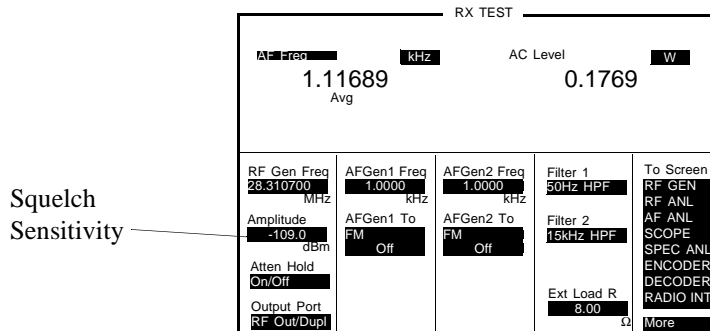 RX TEST
AF Freq kHz AC Level W
1.11689 0.1769
Avg
RF Gen Freq AFGen1 Freq AFGen2 Freq Filter 1 To Screen
28.310700 1.0000 1.0000 50Hz HPF RF GEN
MHz kHz kHz RF ANL
Squelch Sensitivity
Amplitude AFGen1 To AFGen2 To Filter 2 AF ANL
-109.0 FM FM 15kHz HPF SCOPE
dBm Off Off SPEC ANL
Atten Hold ENCODER
On/Off DECODER
Ext Load R RADIO INT
Output Port 8.00
RF Out/Dupl Ω More